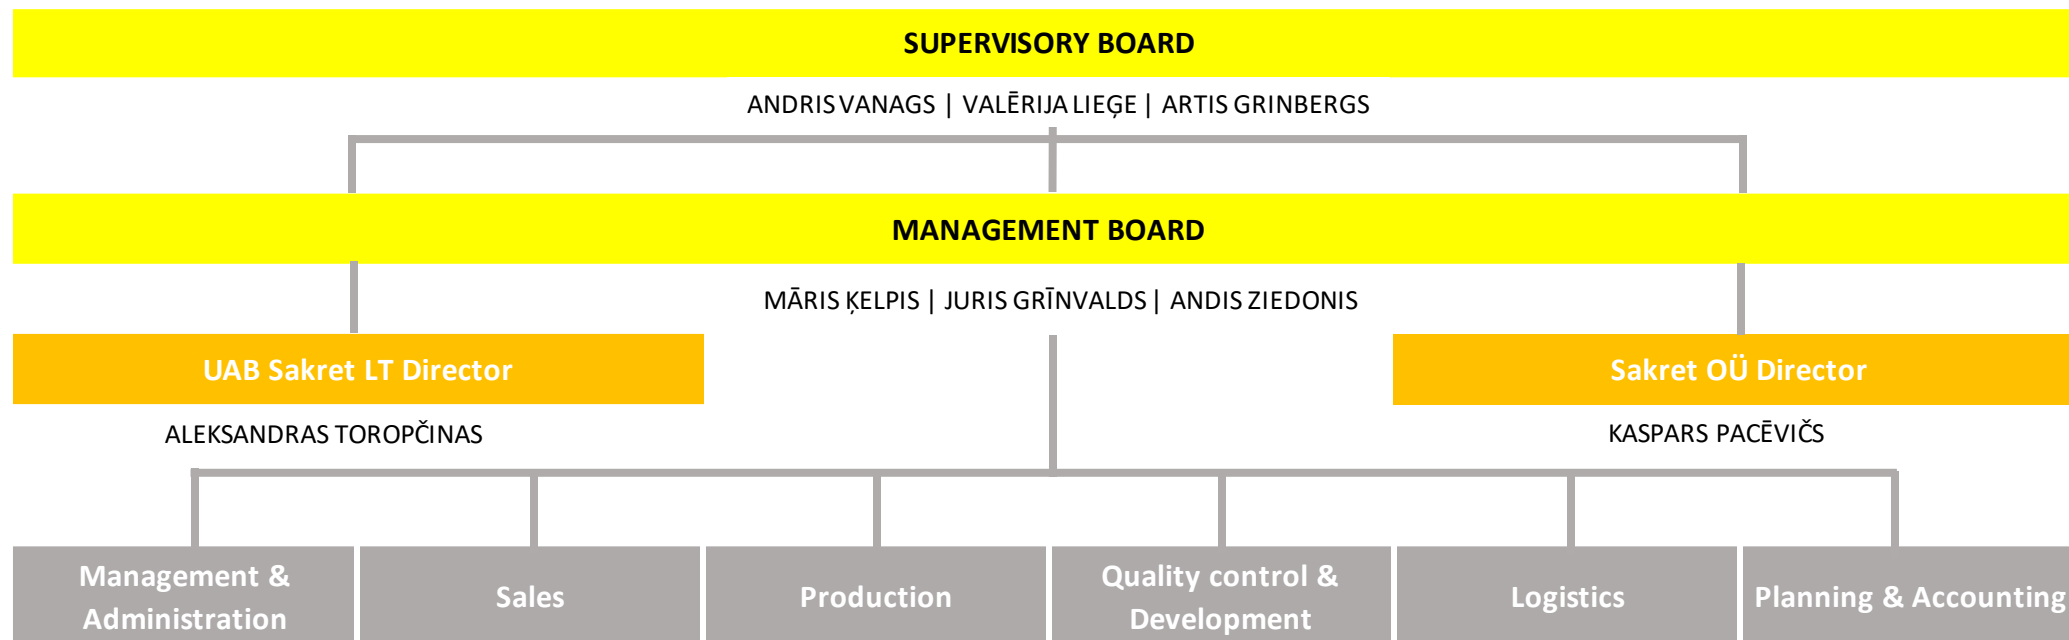 SUPERVISORY BOARD
ANDRIS VANAGS | VALĒRIJA LIEĢE | ARTIS GRINBERGS
MANAGEMENT BOARD
MĀRIS ĶELPIS | JURIS GRĪNVALDS | ANDIS ZIEDONIS
UAB Sakret LT Director
Sakret OÜ Director
ALEKSANDRAS TOROPČINAS
KASPARS PACĒVIČS
Management &
Administration
Sales
Production
Quality control &
Development
Logistics
Planning & Accounting